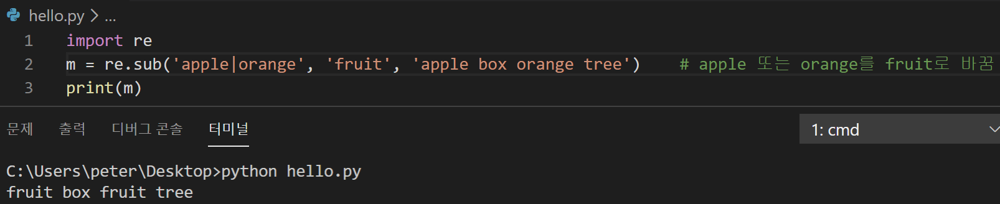 hello.py > ...
1 import re
2 m = re.sub('apple|orange', 'fruit', 'apple box orange tree') # apple 또는 orange를 fruit로 바꿈
3 print(m)
문제 출력 디버그 콘솔 터미널 1: cmd
C:\Users\peter\Desktop>python hello.py
fruit box fruit tree